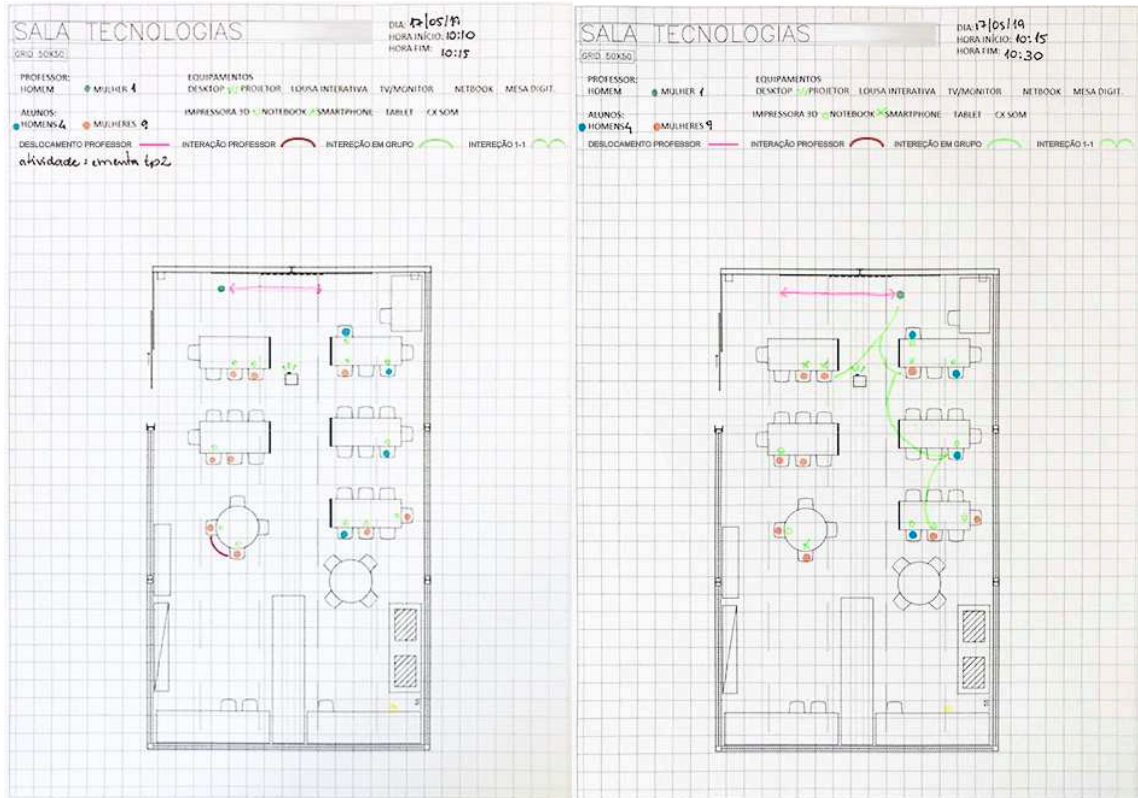 SALA TECNOLOGIAS
GRID 50X50
DIA: 17/05/19
HORA INÍCIO: 10:10
HORA FIM: 10:15
PROFESSOR:
HOMEM MULHER 1
EQUIPAMENTOS
DESKTOP PROJETOR LOUSA INTERATIVA TV/MONITOR NETBOOK MESA DIGIT.
ALUNOS:
HOMENS 4 MULHERES 9
IMPRESSORA 3D NOTEBOOK SMARTPHONE TABLET CX SOM
DESLOCAMENTO PROFESSOR INTERAÇÃO PROFESSOR INTEREÇÃO EM GRUPO INTEREÇÃO 1-1
atividade: ementa tp2
SALA TECNOLOGIAS
GRID 50X50
DIA: 17/05/19
HORA INÍCIO: 10:15
HORA FIM: 10:30
PROFESSOR:
HOMEM MULHER 1
EQUIPAMENTOS
DESKTOP PROJETOR LOUSA INTERATIVA TV/MONITOR NETBOOK MESA DIGIT.
ALUNOS:
HOMENS 4 MULHERES 9
IMPRESSORA 3D NOTEBOOK SMARTPHONE TABLET CX SOM
DESLOCAMENTO PROFESSOR INTERAÇÃO PROFESSOR INTEREÇÃO EM GRUPO INTEREÇÃO 1-1